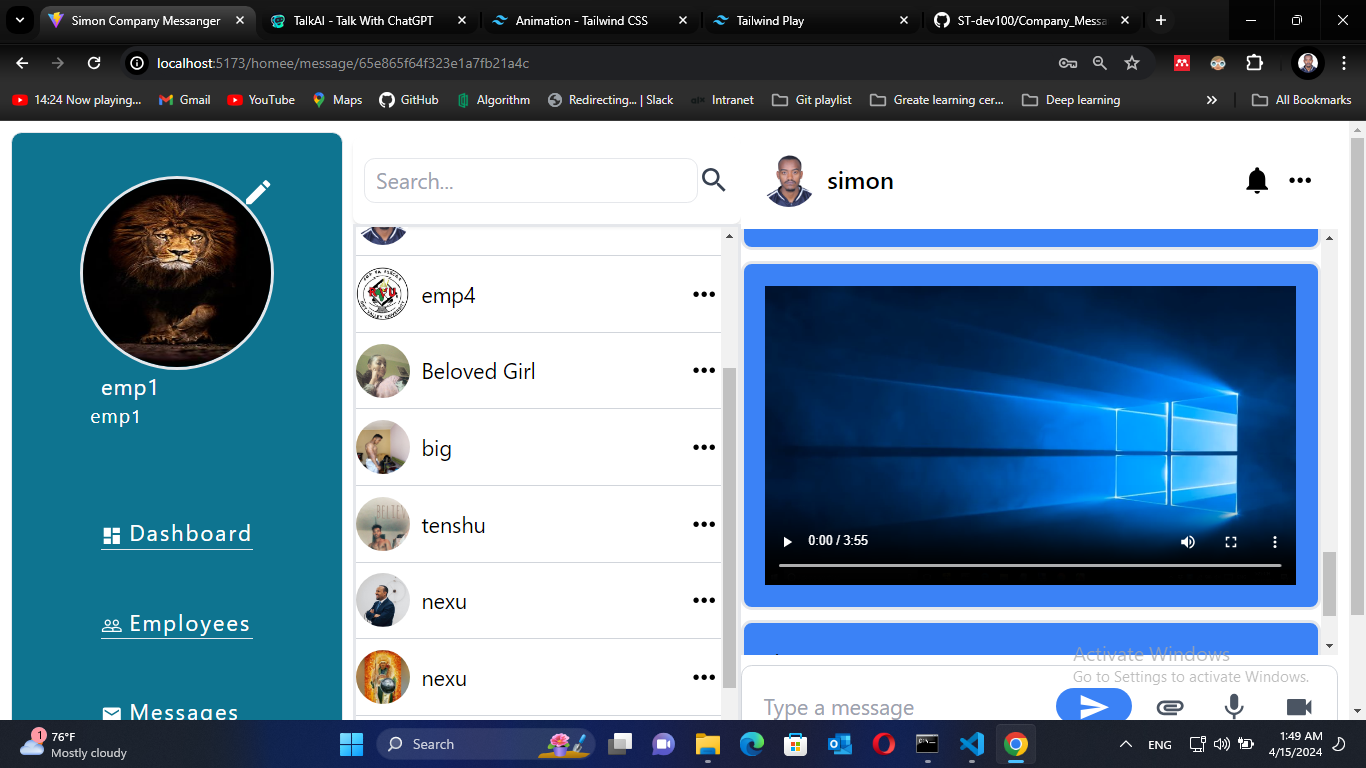 Simon Company Messanger
TalkAI - Talk With ChatGPT
Animation - Tailwind CSS
Tailwind Play
ST-dev100/Company_Messa
localhost:5173/homee/message/65e865f64f323e1a7fb21a4c
14:24 Now playing...
Gmail
YouTube
Maps
GitHub
Algorithm
Redirecting... | Slack
Intranet
Git playlist
Greate learning cer...
Deep learning
All Bookmarks
emp1
emp1
Dashboard
Employees
Messages
Search...
emp4
Beloved Girl
big
tenshu
nexu
nexu
simon
0:00 / 3:55
Activate Windows
Go to Settings to activate Windows.
Type a message
1
76°F
Mostly cloudy
Search
ENG
1:49 AM
4/15/2024